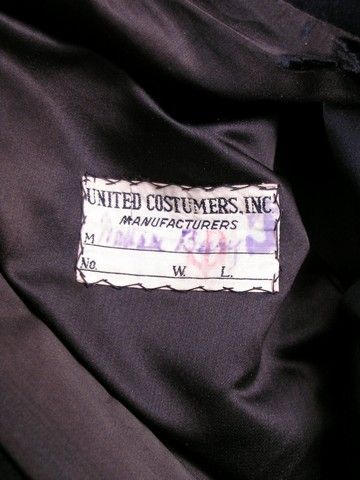 UNITED COSTUMERS, INC.
MANUFACTURERS
M
No. W. L.